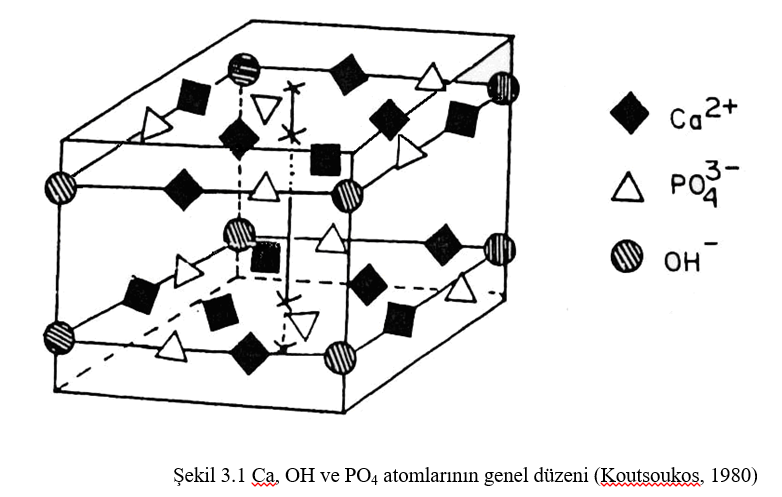 Ca²⁺
PO₄³⁻
OH⁻
Şekil 3.1 Ca, OH ve PO₄ atomlarının genel düzeni (Koutsoukos, 1980)